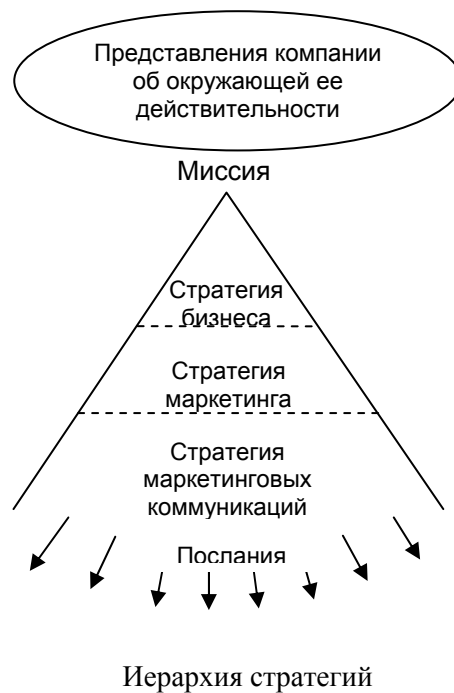 Представления компании
об окружающей ее
действительности
Миссия
Стратегия
бизнеса
Стратегия
маркетинга
Стратегия
маркетинговых
коммуникаций
Послания
Иерархия стратегий